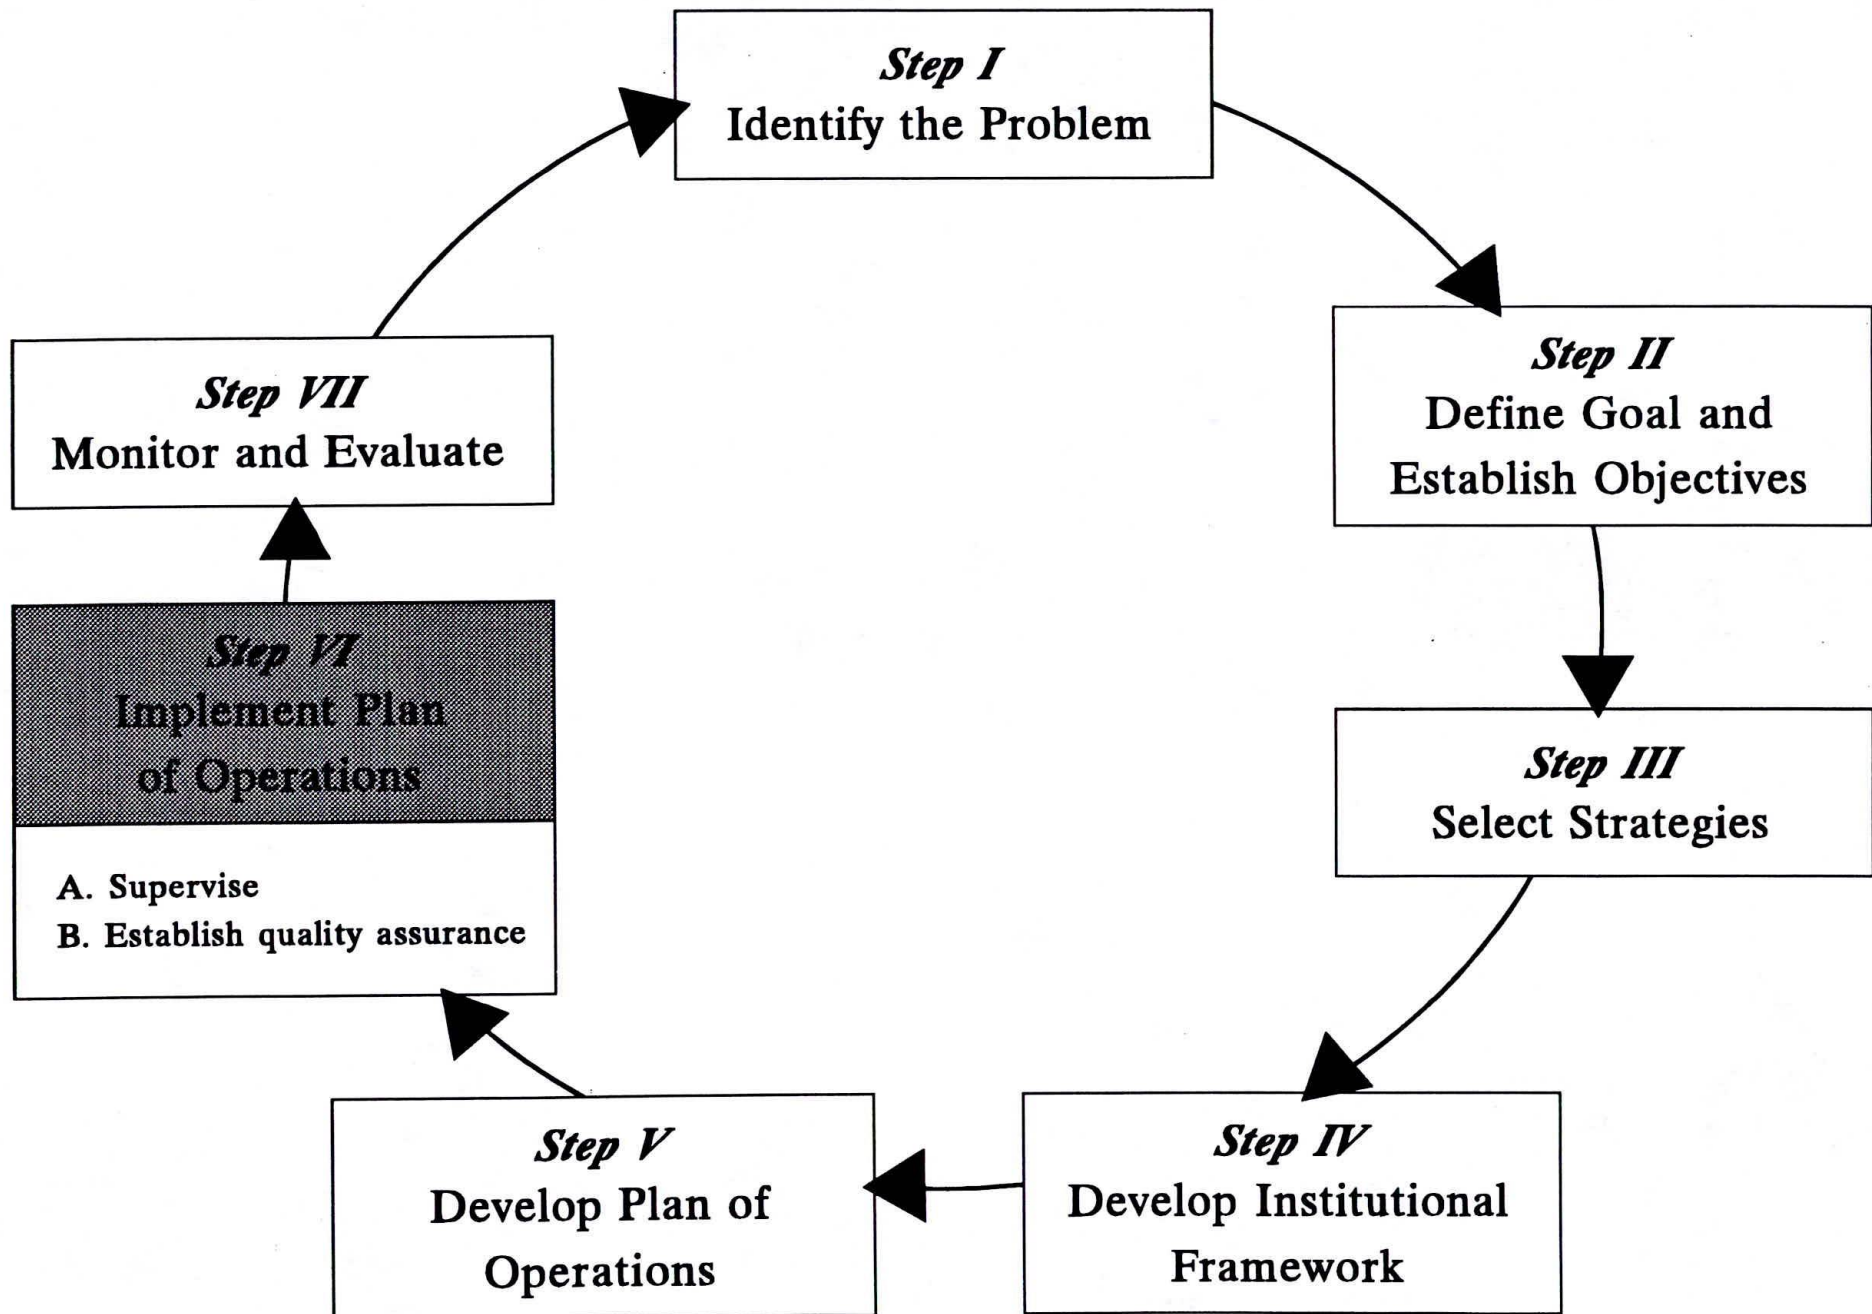 Step I
Identify the Problem
Step II
Define Goal and
Establish Objectives
Step III
Select Strategies
Step IV
Develop Institutional
Framework
Step V
Develop Plan of
Operations
Step VI
Implement Plan
of Operations
A. Supervise
B. Establish quality assurance
Step VII
Monitor and Evaluate